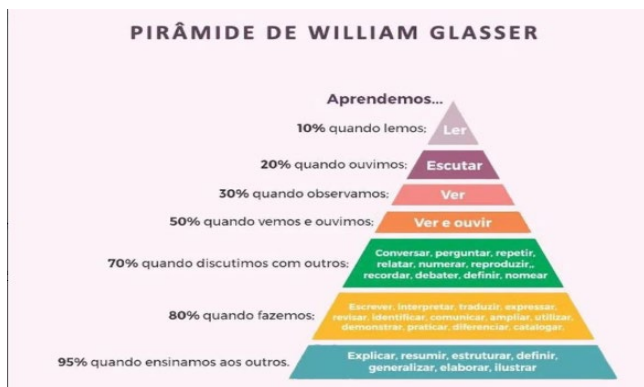 PIRÂMIDE DE WILLIAM GLASSER
Aprendemos...
10% quando lemos;
Ler
20% quando ouvimos;
Escutar
30% quando observamos;
Ver
50% quando vemos e ouvimos;
Ver e ouvir
70% quando discutimos com outros;
Conversar, perguntar, repetir,
relatar, numerar, reproduzir,,
recordar, debater, definir, nomear
80% quando fazemos;
Escrever, interpretar, traduzir, expressar,
revisar, identificar, comunicar, ampliar, utilizar,
demonstrar, praticar, diferenciar, catalogar,
95% quando ensinamos aos outros.
Explicar, resumir, estruturar, definir,
generalizar, elaborar, ilustrar